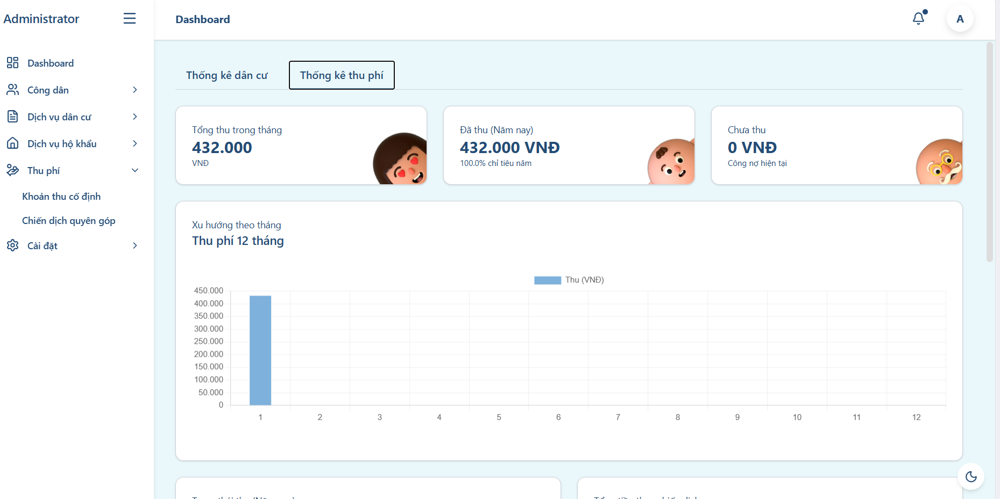 Administrator
Dashboard
Công dân
Dịch vụ dân cư
Dịch vụ hộ khẩu
Thu phí
Khoản thu cố định
Chiến dịch quyên góp
Cài đặt
Dashboard
A
Thống kê dân cư
Thống kê thu phí
Tổng thu trong tháng
432.000
VNĐ
Đã thu (Năm nay)
432.000 VNĐ
100.0% chỉ tiêu năm
Chưa thu
0 VNĐ
Công nợ hiện tại
Xu hướng theo tháng
Thu phí 12 tháng
Thu (VNĐ)
450.000
400.000
350.000
300.000
250.000
200.000
150.000
100.000
50.000
0
1 2 3 4 5 6 7 8 9 10 11 12